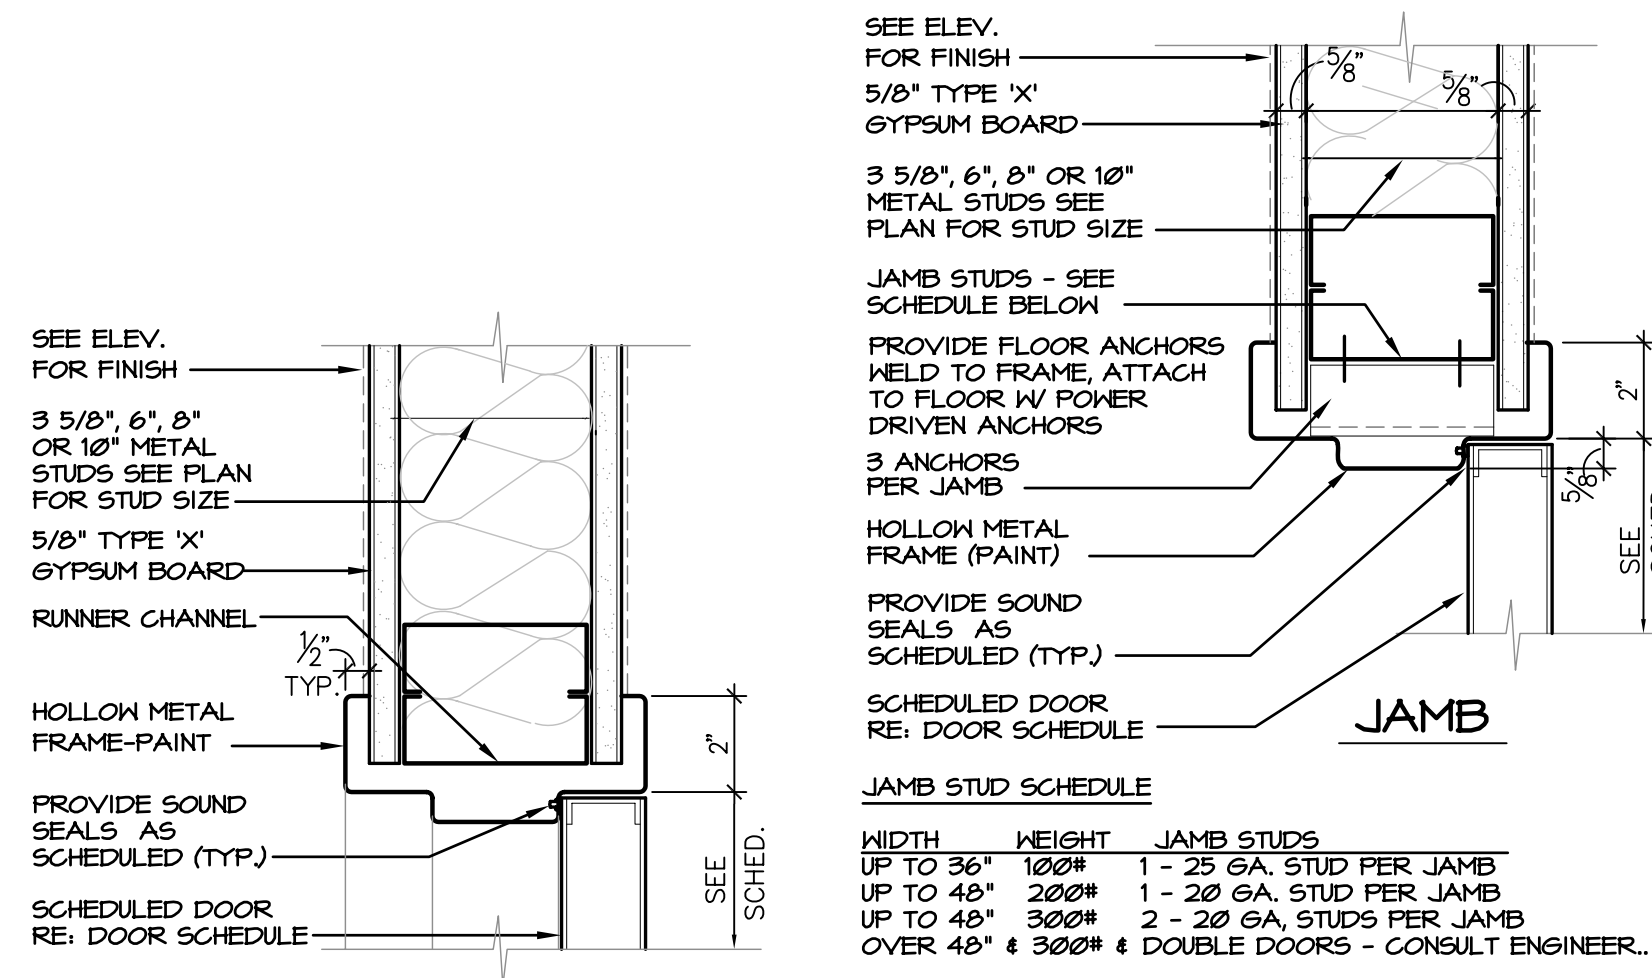 SEE ELEV.
FOR FINISH
3 5/8", 6", 8"
OR 10" METAL
STUDS SEE PLAN
FOR STUD SIZE
5/8" TYPE 'X'
GYPSUM BOARD
RUNNER CHANNEL
1/2"
TYP.
HOLLOW METAL
FRAME-PAINT
PROVIDE SOUND
SEALS AS
SCHEDULED (TYP.)
SCHEDULED DOOR
RE: DOOR SCHEDULE
2"
SEE
SCHED.
SEE ELEV.
FOR FINISH
5/8" TYPE 'X'
GYPSUM BOARD
5/8"
5/8"
3 5/8", 6", 8" OR 10"
METAL STUDS SEE
PLAN FOR STUD SIZE
JAMB STUDS - SEE
SCHEDULE BELOW
PROVIDE FLOOR ANCHORS
WELD TO FRAME, ATTACH
TO FLOOR W/ POWER
DRIVEN ANCHORS
3 ANCHORS
PER JAMB
HOLLOW METAL
FRAME (PAINT)
PROVIDE SOUND
SEALS AS
SCHEDULED (TYP.)
SCHEDULED DOOR
RE: DOOR SCHEDULE
2"
5/8"
SEE
JAMB
JAMB STUD SCHEDULE
WIDTH WEIGHT JAMB STUDS
UP TO 36" 100# 1 - 25 GA. STUD PER JAMB
UP TO 48" 200# 1 - 20 GA. STUD PER JAMB
UP TO 48" 300# 2 - 20 GA, STUDS PER JAMB
OVER 48" & 300# & DOUBLE DOORS - CONSULT ENGINEER..